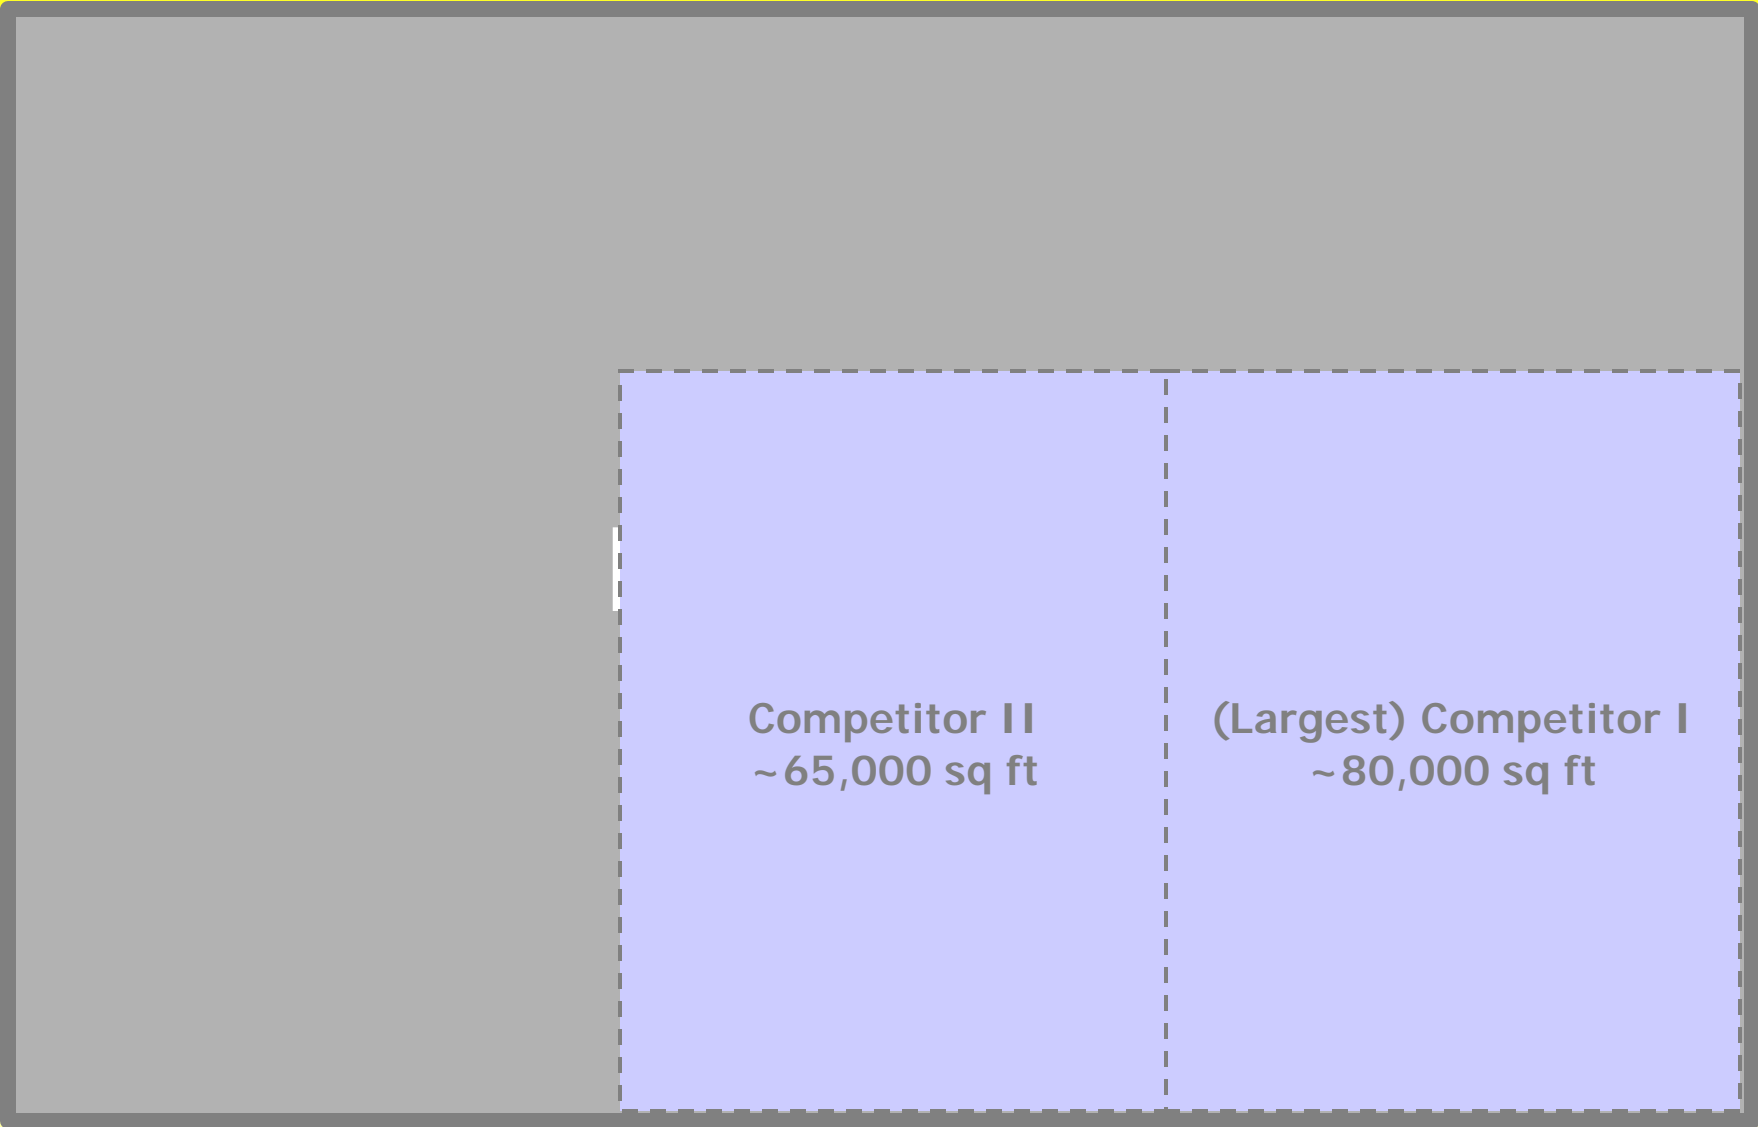 Competitor II
~65,000 sq ft
(Largest) Competitor I
~80,000 sq ft